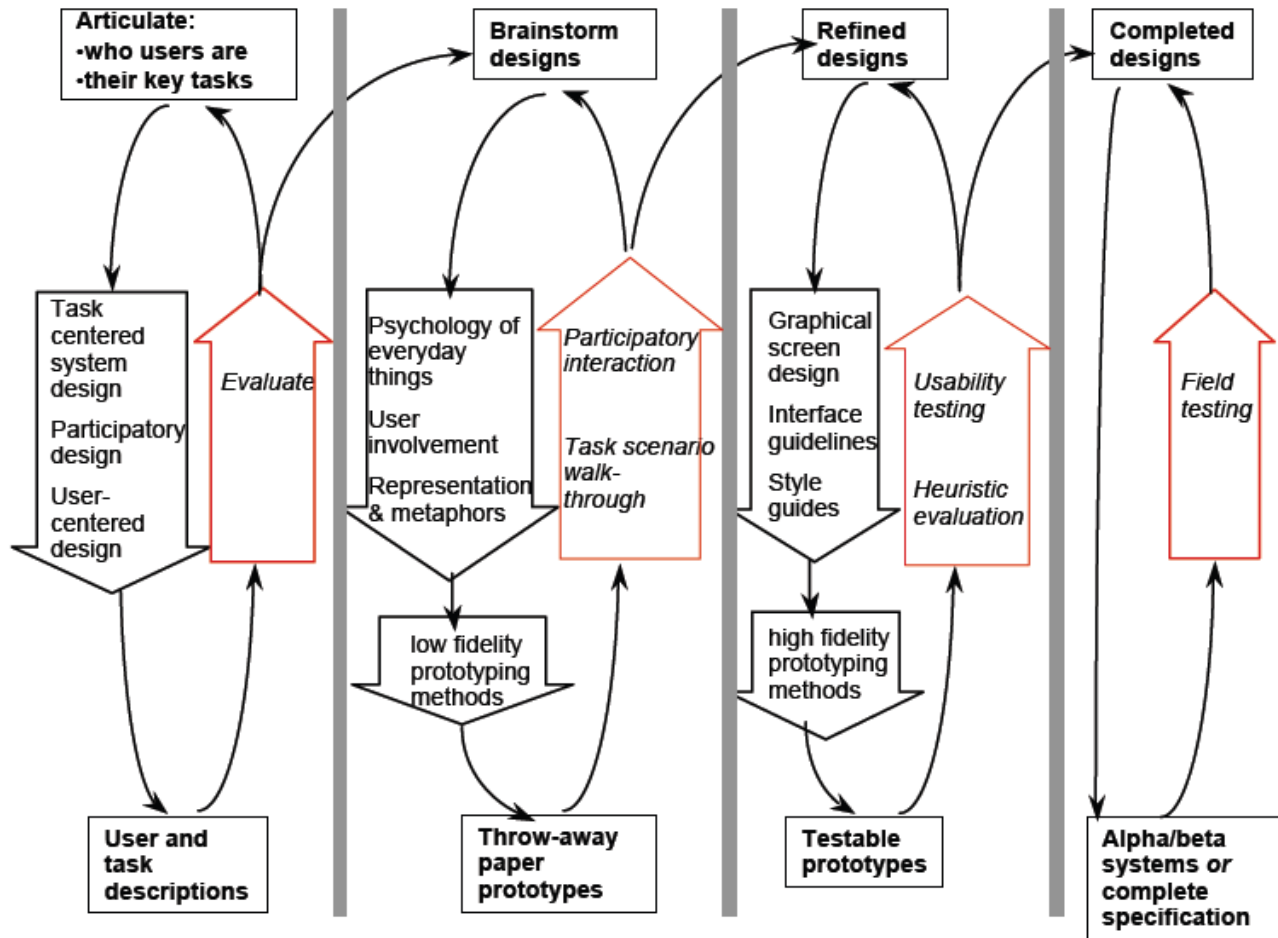 Articulate:
•who users are
•their key tasks
Task
centered
system
design
Participatory
design
User-
centered
design
Evaluate
User and
task
descriptions
Brainstorm
designs
Psychology of
everyday
things
User
involvement
Representation
& metaphors
low fidelity
prototyping
methods
Participatory
interaction
Task scenario
walk-
through
Throw-away
paper
prototypes
Refined
designs
Graphical
screen
design
Interface
guidelines
Style
guides
high fidelity
prototyping
methods
Usability
testing
Heuristic
evaluation
Testable
prototypes
Completed
designs
Field
testing
Alpha/beta
systems or
complete
specification